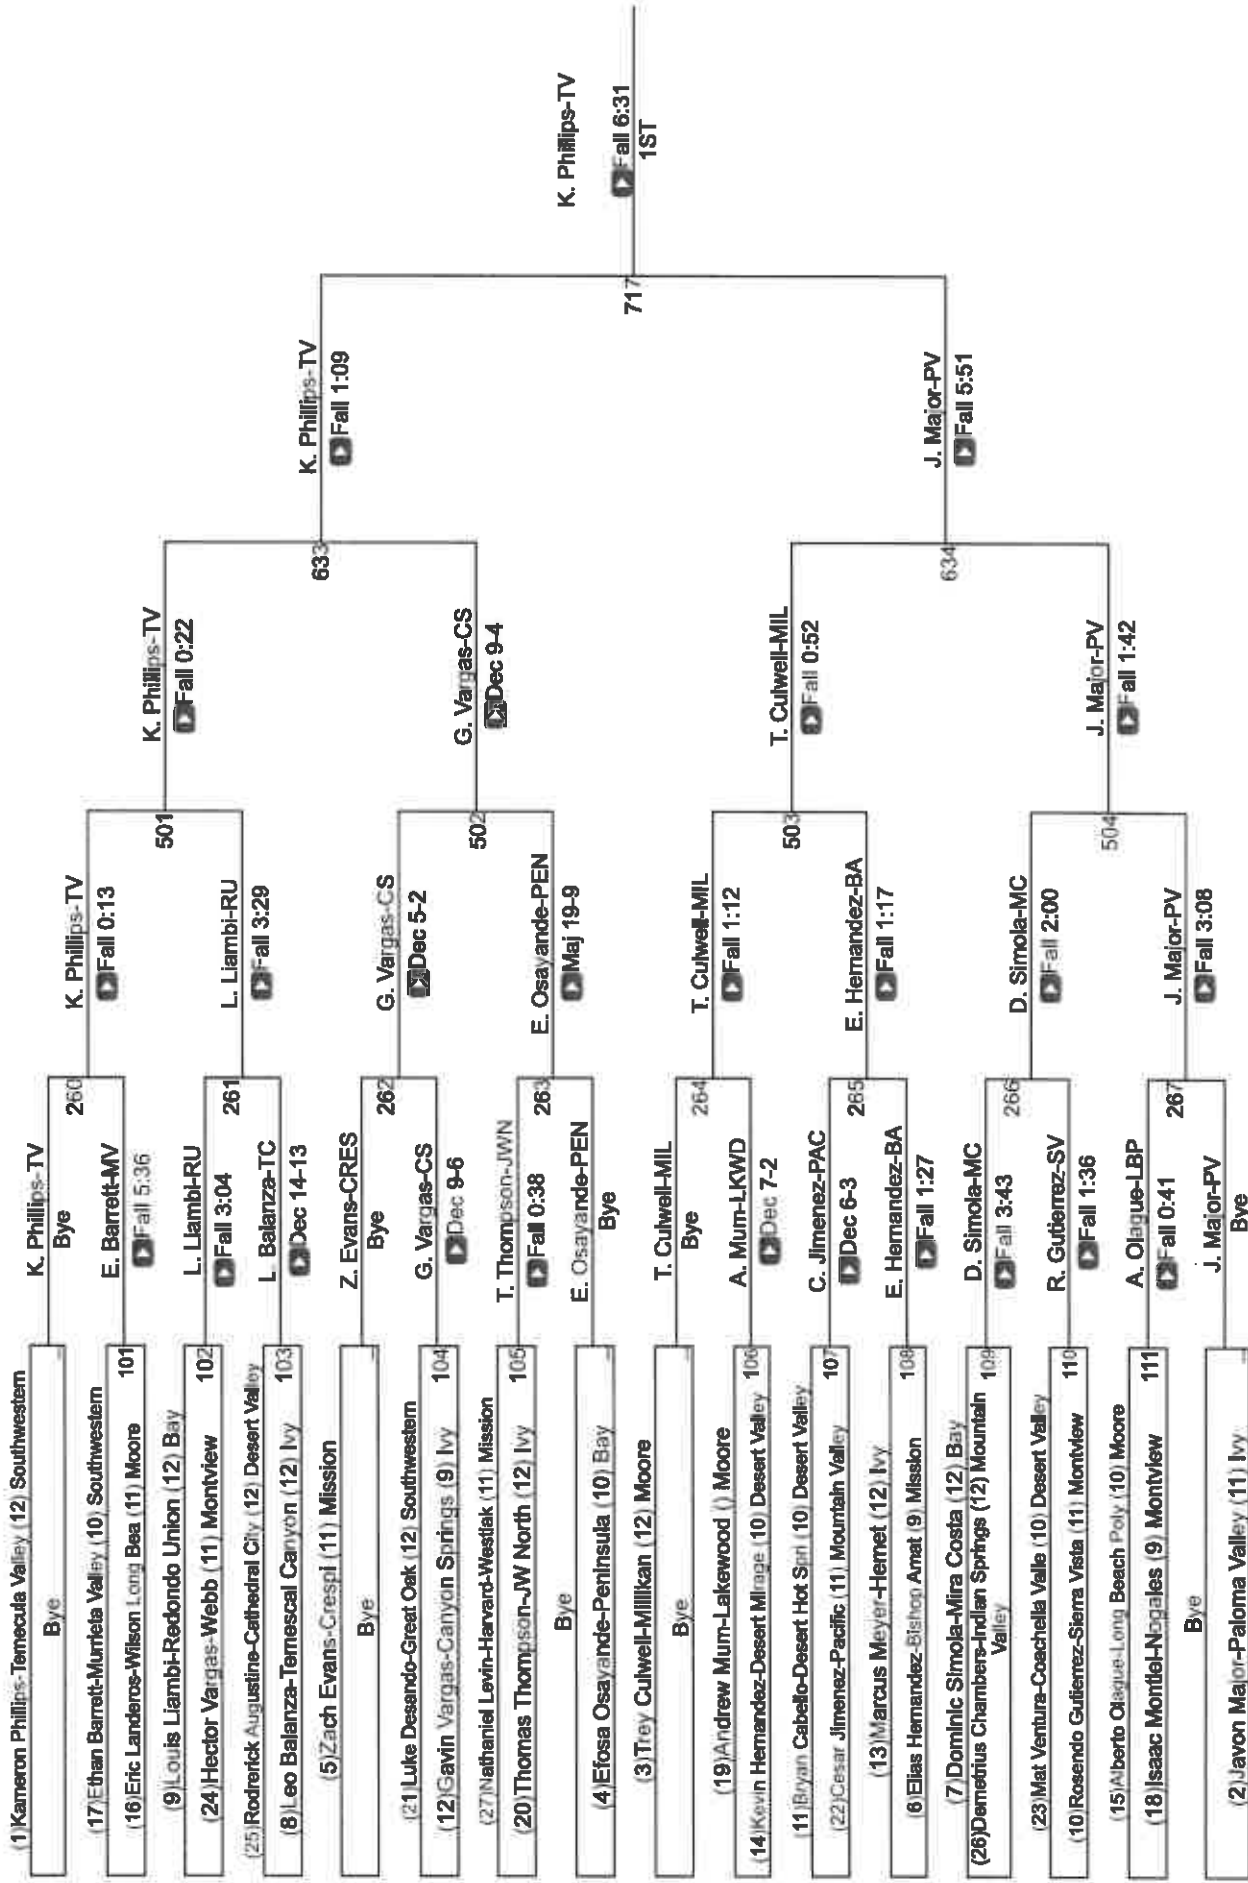 (1)Kameron Phillips-Temecula Valley (12) Southwestern
Bye
(17)Ethan Barrett-Murrieta Valley (10) Southwestern
(16)Eric Landeros-Wilson Long Bea (11) Moore
101
(9)Louis Liambi-Redondo Union (12) Bay
(24)Hector Vargas-Webb (11) Montview
102
(25)Rodrerick Augustine-Cathedral City (12) Desert Valley
(8)Leo Balanza-Temescal Canyon (12) Ivy
103
(5)Zach Evans-Crespi (11) Mission
Bye
(21)Luke Desando-Great Oak (12) Southwestern
(12)Gavin Vargas-Canyon Springs (9) Ivy
104
(27)Nathaniel Levin-Harvard-Westlak (11) Mission
(20)Thomas Thompson-JW North (12) Ivy
105
Bye
(4)Efosa Osayande-Peninsula (10) Bay
(3)Trey Culwell-Millikan (12) Moore
Bye
(19)Andrew Mum-Lakewood () Moore
(14)Kevin Hernandez-Desert Mirage (10) Desert Valley
106
(11)Bryan Cabello-Desert Hot Spri (10) Desert Valley
(22)Cesar Jimenez-Pacific (11) Mountain Valley
107
(13)Marcus Meyer-Hemet (12) Ivy
(6)Elias Hernandez-Bishop Amat (9) Mission
108
(7)Dominic Simola-Mira Costa (12) Bay
(26)Demetrius Chambers-Indian Springs (12) Mountain
Valley
109
(23)Mat Ventura-Coachella Valle (10) Desert Valley
(10)Rosendo Gutierrez-Sierra Vista (11) Montview
110
(15)Alberto Olague-Long Beach Poly (10) Moore
(18)Isaac Montiel-Nogales (9) Montview
111
Bye
(2)Javon Major-Paloma Valley (11) Ivy
K. Phillips-TV
Bye
260
E. Barrett-MV
Fall 5:36
L. Liambi-RU
Fall 3:04
261
L. Balanza-TC
Dec 14-13
Z. Evans-CRES
Bye
262
G. Vargas-CS
Dec 9-6
T. Thompson-JWN
Fall 0:38
263
E. Osayande-PEN
Bye
T. Culwell-MIL
Bye
264
A. Mum-LKWD
Dec 7-2
C. Jimenez-PAC
Dec 6-3
265
E. Hernandez-BA
Fall 1:27
D. Simola-MC
Fall 3:43
266
R. Gutierrez-SV
Fall 1:36
A. Olague-LBP
Fall 0:41
267
J. Major-PV
Bye
K. Phillips-TV
Fall 0:13
501
L. Liambi-RU
Fall 3:29
G. Vargas-CS
Dec 5-2
502
E. Osayande-PEN
Maj 19-9
T. Culwell-MIL
Fall 1:12
503
E. Hernandez-BA
Fall 1:17
D. Simola-MC
Fall 2:00
504
J. Major-PV
Fall 3:08
K. Phillips-TV
Fall 0:22
633
G. Vargas-CS
Dec 9-4
T. Culwell-MIL
Fall 0:52
634
J. Major-PV
Fall 1:42
K. Phillips-TV
Fall 1:09
717
J. Major-PV
Fall 5:51
K. Phillips-TV
Fall 6:31
1ST